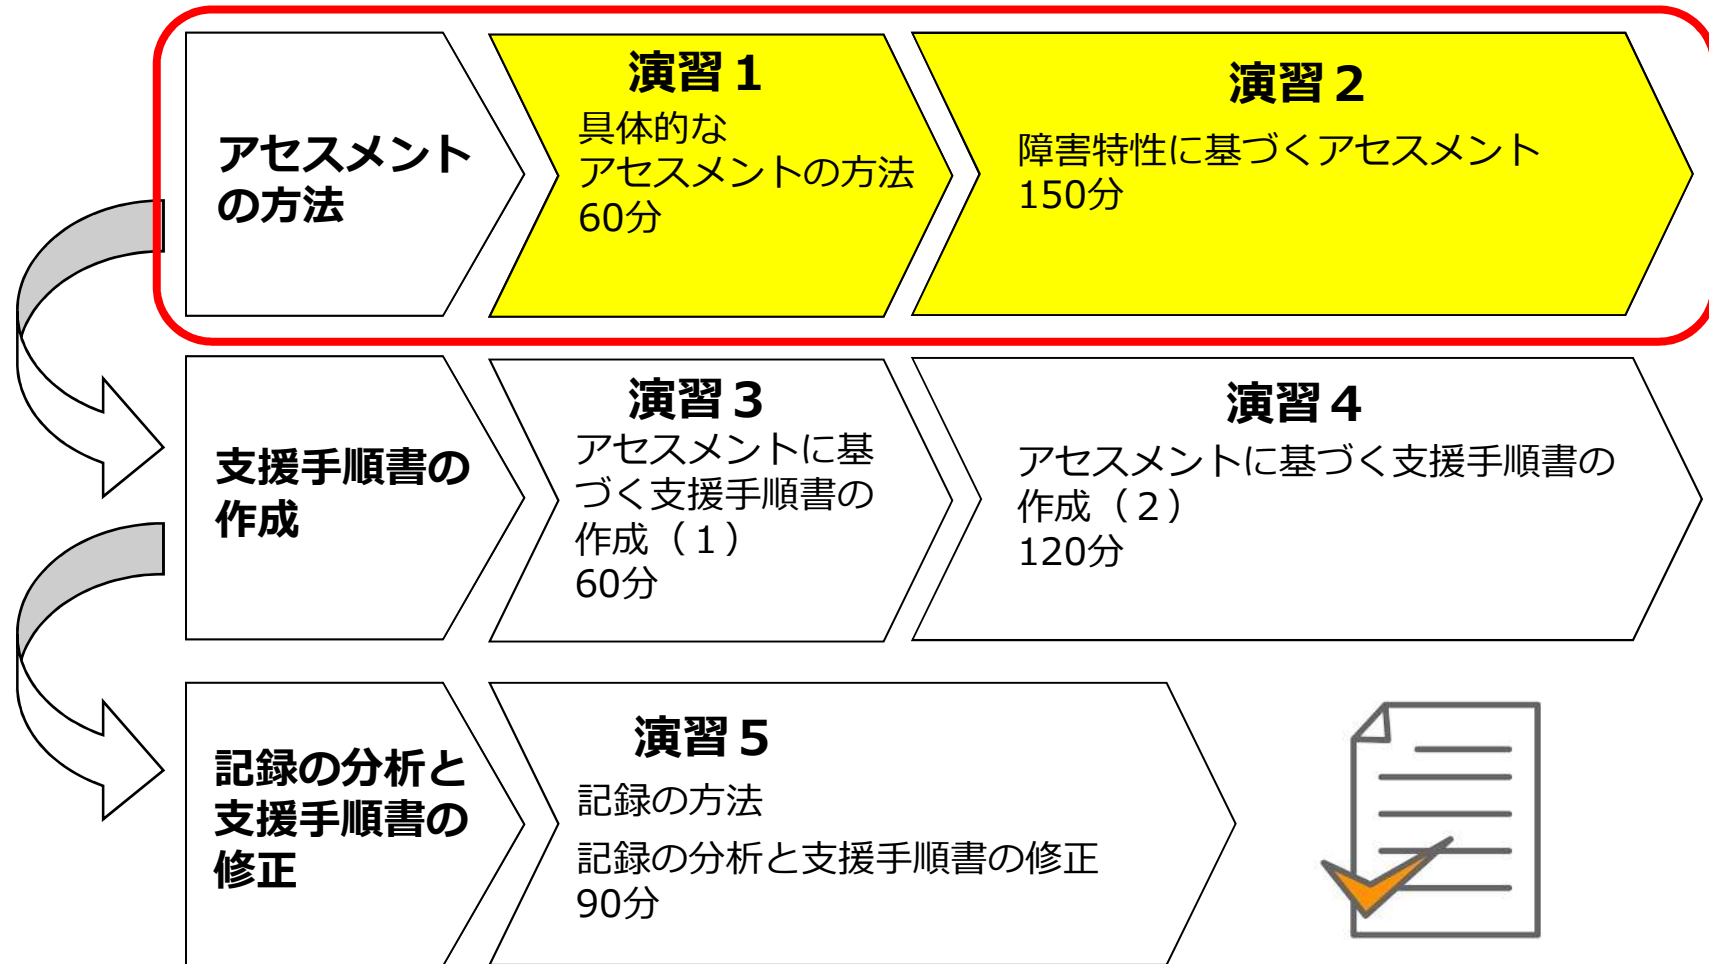 アセスメント
の方法
演習１
具体的な
アセスメントの方法
60分
演習２
障害特性に基づくアセスメント
150分
支援手順書の
作成
演習３
アセスメントに基
づく支援手順書の
作成（１）
60分
演習４
アセスメントに基づく支援手順書の
作成（２）
120分
記録の分析と
支援手順書の
修正
演習５
記録の方法
記録の分析と支援手順書の修正
90分